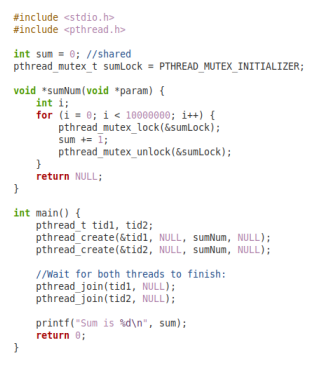 #include <stdio.h>
#include <pthread.h>

int sum = 0; //shared
pthread_mutex_t sumLock = PTHREAD_MUTEX_INITIALIZER;

void *sumNum(void *param) {
    int i;
    for (i = 0; i < 10000000; i++) {
        pthread_mutex_lock(&sumLock);
        sum += 1;
        pthread_mutex_unlock(&sumLock);
    }
    return NULL;
}

int main() {
    pthread_t tid1, tid2;
    pthread_create(&tid1, NULL, sumNum, NULL);
    pthread_create(&tid2, NULL, sumNum, NULL);

    //Wait for both threads to finish:
    pthread_join(tid1, NULL);
    pthread_join(tid2, NULL);

    printf("Sum is %d\n", sum);
    return 0;
}